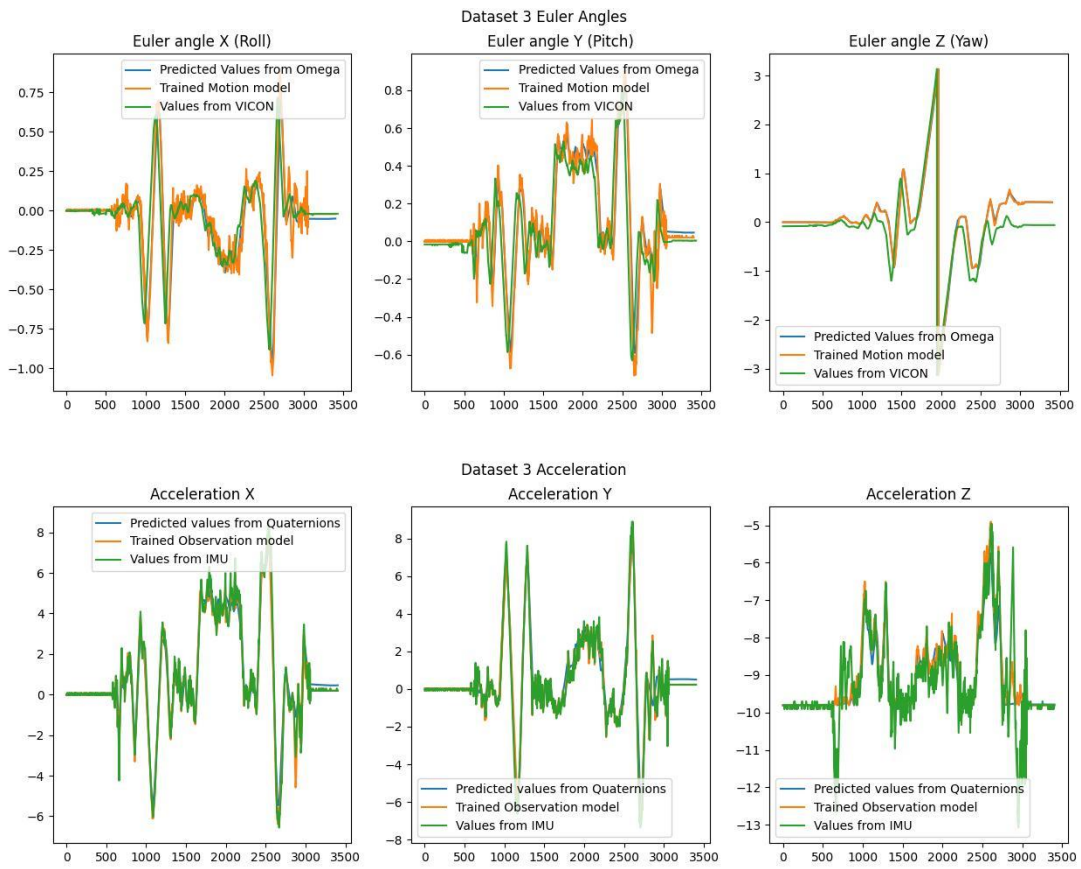 Dataset 3 Euler Angles
Euler angle X (Roll)
Predicted Values from Omega
Trained Motion model
Values from VICON
0.75
0.50
0.25
0.00
−0.25
−0.50
−0.75
−1.00
0 500 1000 1500 2000 2500 3000 3500
Euler angle Y (Pitch)
Predicted Values from Omega
Trained Motion model
Values from VICON
0.8
0.6
0.4
0.2
0.0
−0.2
−0.4
−0.6
0 500 1000 1500 2000 2500 3000 3500
Euler angle Z (Yaw)
3
2
1
0
−1
−2
−3
Predicted Values from Omega
Trained Motion model
Values from VICON
0 500 1000 1500 2000 2500 3000 3500
Dataset 3 Acceleration
Acceleration X
Predicted values from Quaternions
Trained Observation model
Values from IMU
8
6
4
2
0
−2
−4
−6
0 500 1000 1500 2000 2500 3000 3500
Acceleration Y
8
6
4
2
0
−2
−4
−6
−8
Predicted values from Quaternions
Trained Observation model
Values from IMU
0 500 1000 1500 2000 2500 3000 3500
Acceleration Z
−5
−6
−7
−8
−9
−10
−11
−12
−13
Predicted values from Quaternions
Trained Observation model
Values from IMU
0 500 1000 1500 2000 2500 3000 3500